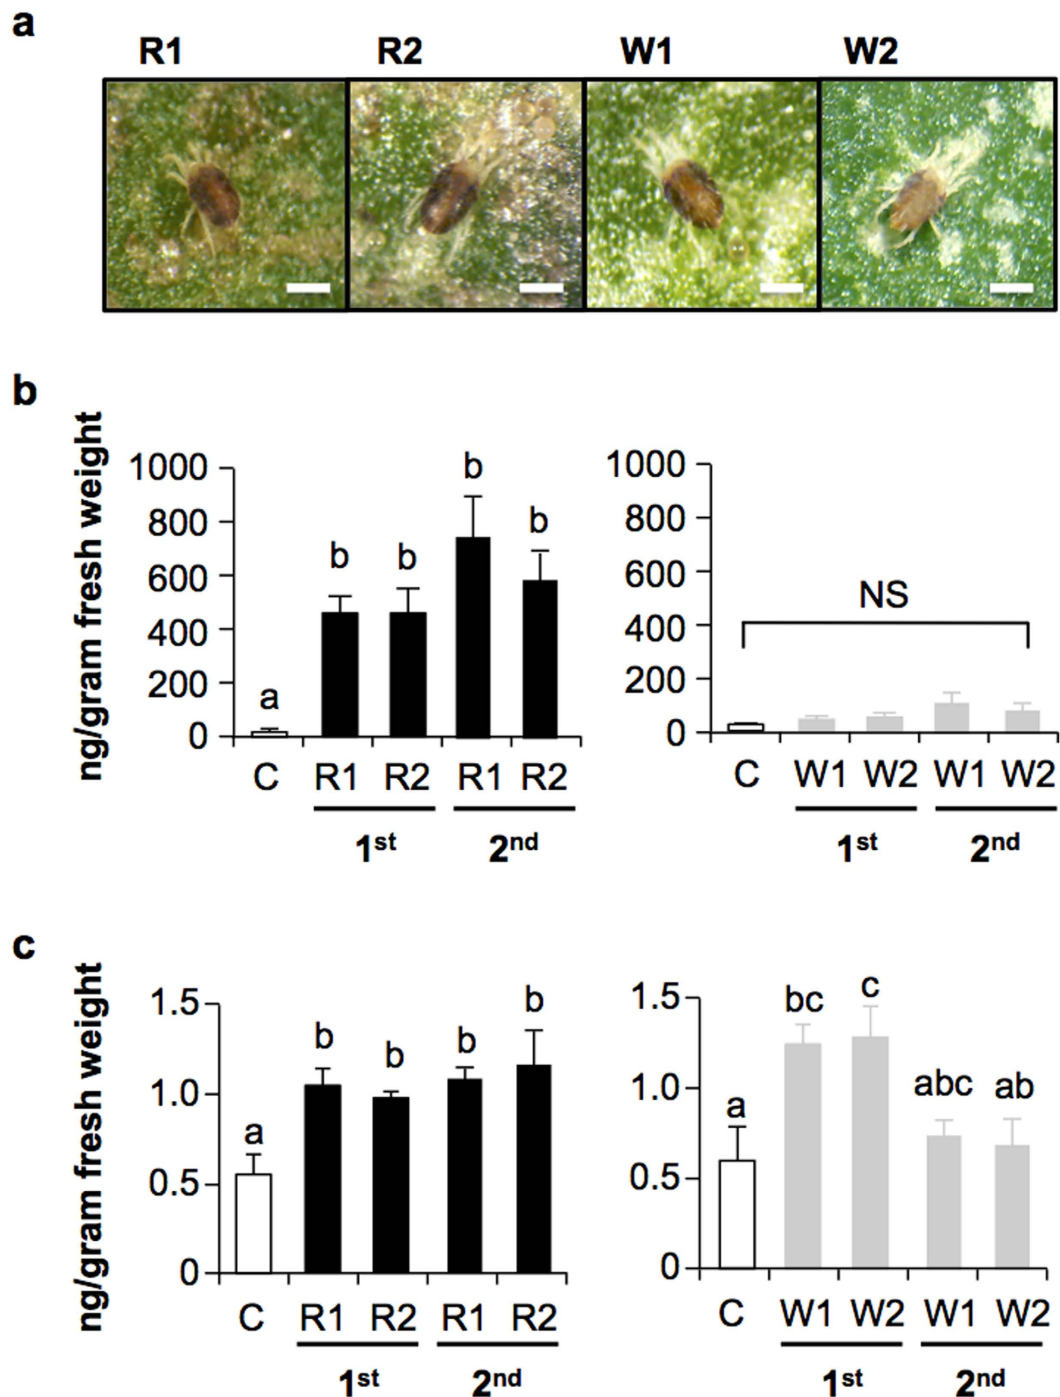 a
R1 R2 W1 W2
b
ng/gram fresh weight
1000
800
600
400
200
0
a b b b b
C R1 R2 R1 R2
1st 2nd
1000
800
600
400
200
0
NS
C W1 W2 W1 W2
1st 2nd
c
ng/gram fresh weight
1.5
1.0
0.5
0
a b b b b
C R1 R2 R1 R2
1st 2nd
1.5
1.0
0.5
0
a bc c abc ab
C W1 W2 W1 W2
1st 2nd